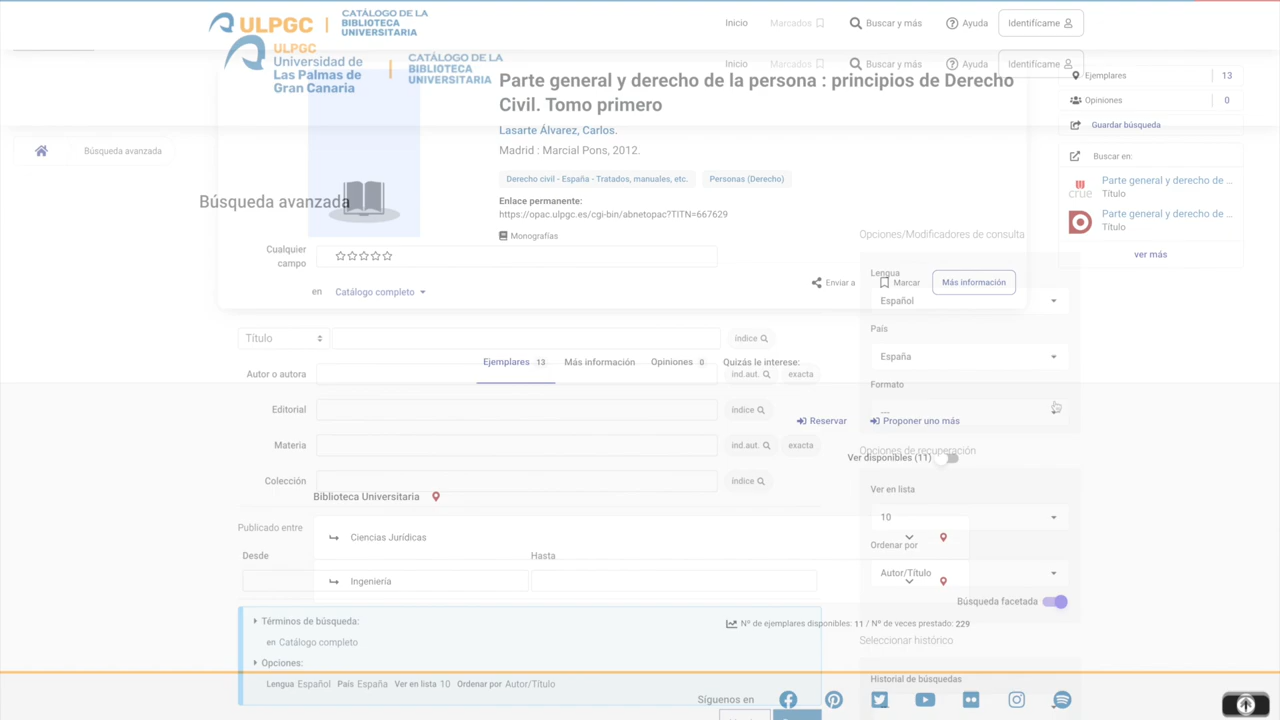 ULPGC
CATÁLOGO DE LA
BIBLIOTECA
UNIVERSITARIA
Inicio
Marcados
Buscar y más
Ayuda
Identifícame
ULPGC
Universidad de
Las Palmas de
Gran Canaria
CATÁLOGO DE LA
BIBLIOTECA
UNIVERSITARIA
Inicio
Marcados
Buscar y más
Ayuda
Identifícame
Parte general y derecho de la persona : principios de Derecho
Civil. Tomo primero
Lasarte Álvarez, Carlos.
Madrid : Marcial Pons, 2012.
Derecho civil - España - Tratados, manuales, etc.
Personas (Derecho)
Enlace permanente:
https://opac.ulpgc.es/cgi-bin/abnetopac?TITN=667629
Monografías
Enviar a
Marcar
Más información
Ejemplares 13
Opiniones 0
Guardar búsqueda
Buscar en:
crue
Parte general y derecho de ...
Título
Parte general y derecho de ...
Título
ver más
Búsqueda avanzada
Búsqueda avanzada
Cualquier
campo
en Catálogo completo
Título
índice
Autor o autora
ind.aut.
exacta
Editorial
índice
Materia
ind.aut.
exacta
Colección
índice
Publicado entre
Desde
Hasta
Términos de búsqueda:
en Catálogo completo
Opciones:
Lengua Español País España Ver en lista 10 Ordenar por Autor/Título
Opciones/Modificadores de consulta
Lengua
Español
País
España
Formato
---
Opciones de recuperación
Ver en lista
10
Ordenar por
Autor/Título
Búsqueda facetada
Seleccionar histórico
Historial de búsquedas
Ejemplares 13
Más información
Opiniones 0
Quizás le interese:
Reservar
Proponer uno más
Ver disponibles (11)
Biblioteca Universitaria
Ciencias Jurídicas
Ingeniería
Nº de ejemplares disponibles: 11 / Nº de veces prestado: 229
Síguenos en